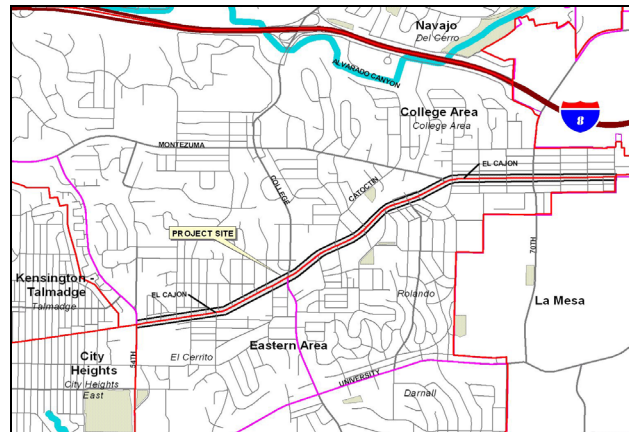 Navajo
Del Cerro
ALVARADO CANYON
College Area
College Area
8
MONTEZUMA
EL CAJON
COLLEGE
CATOCTIN
PROJECT SITE
70TH
Kensington -
Talmadge
Talmadge
EL CAJON
Rolando
La Mesa
54TH
El Cerrito
Eastern Area
City
Heights
City Heights
East
UNIVERSITY
Darnall